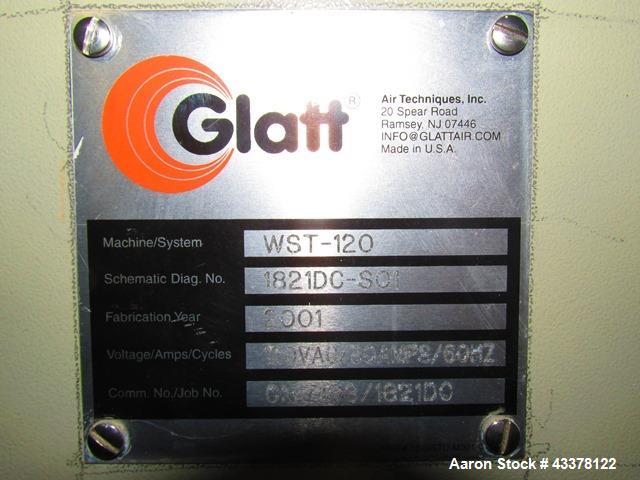 Glatt®
Air Techniques, Inc.
20 Spear Road
Ramsey, NJ 07446
INFO@GLATTAIR.COM
Made in U.S.A.
Machine/System WST-120
Schematic Diag. No. 1821DC-S01
Fabrication Year 2001
Voltage/Amps/Cycles
Comm. No./Job No.
Aaron Stock # 43378122